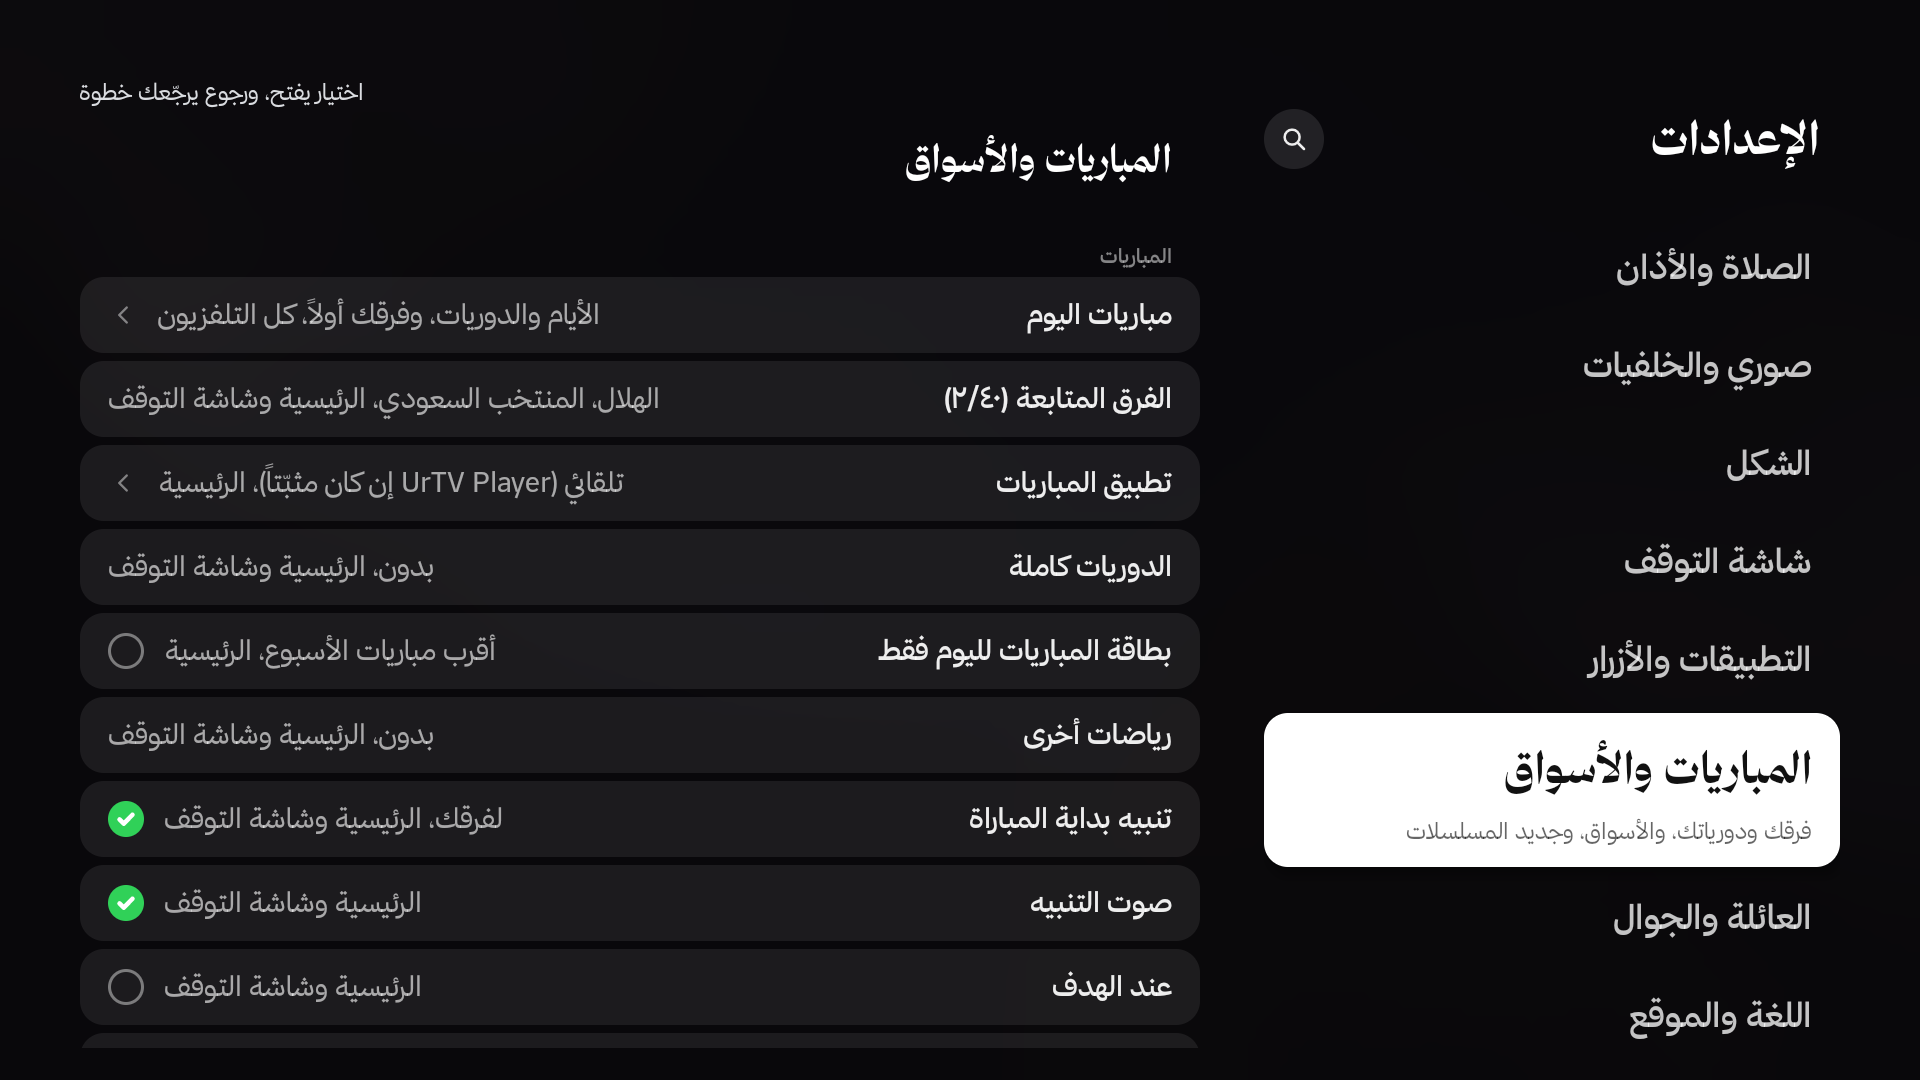 الإعدادات
الصلاة والأذان
صوري والخلفيات
الشكل
شاشة التوقف
التطبيقات والأزرار
المباريات والأسواق
فرقك ودورياتك، والأسواق، وجديد المسلسلات
العائلة والجوال
اللغة والموقع
اختيار يفتح، ورجوع يرجّعك خطوة
المباريات والأسواق
المباريات
مباريات اليوم الأيام والدوريات، وفرقك أولاً، كل التلفزيون
الفرق المتابعة (٢/٤٠) الهلال، المنتخب السعودي، الرئيسية وشاشة التوقف
تطبيق المباريات تلقائي (UrTV Player إن كان مثبّتاً)، الرئيسية
الدوريات كاملة بدون، الرئيسية وشاشة التوقف
بطاقة المباريات لليوم فقط أقرب مباريات الأسبوع، الرئيسية
رياضات أخرى بدون، الرئيسية وشاشة التوقف
تنبيه بداية المباراة لفرقك، الرئيسية وشاشة التوقف
صوت التنبيه الرئيسية وشاشة التوقف
عند الهدف الرئيسية وشاشة التوقف